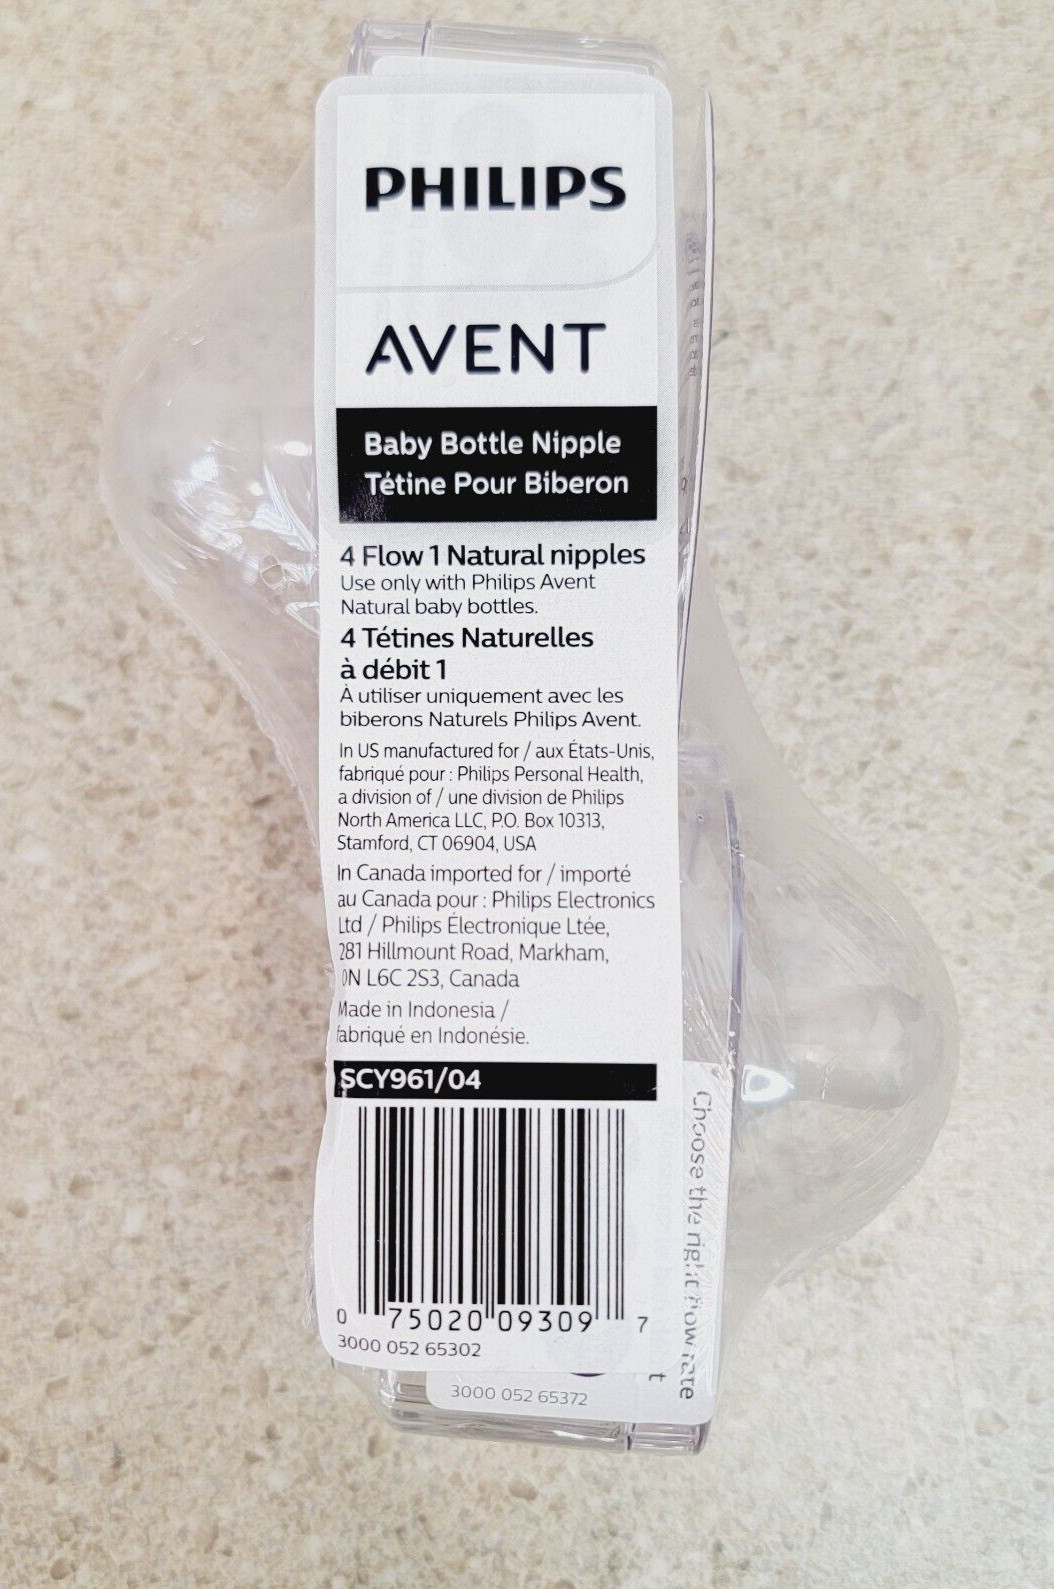 PHILIPS
AVENT
Baby Bottle Nipple
Tétine Pour Biberon
4 Flow 1 Natural nipples
Use only with Philips Avent
Natural baby bottles.
4 Tétines Naturelles
à débit 1
À utiliser uniquement avec les
biberons Naturels Philips Avent.
In US manufactured for / aux États-Unis,
fabriqué pour : Philips Personal Health,
a division of / une division de Philips
North America LLC, P.O. Box 10313,
Stamford, CT 06904, USA
In Canada imported for / importé
au Canada pour : Philips Electronics
Ltd / Philips Électronique Ltée,
281 Hillmount Road, Markham,
ON L6C 2S3, Canada
Made in Indonesia /
fabriqué en Indonésie.
SCY961/04
0 75020 09309 7
3000 052 65302
3000 052 65372
Choose the right flow rate